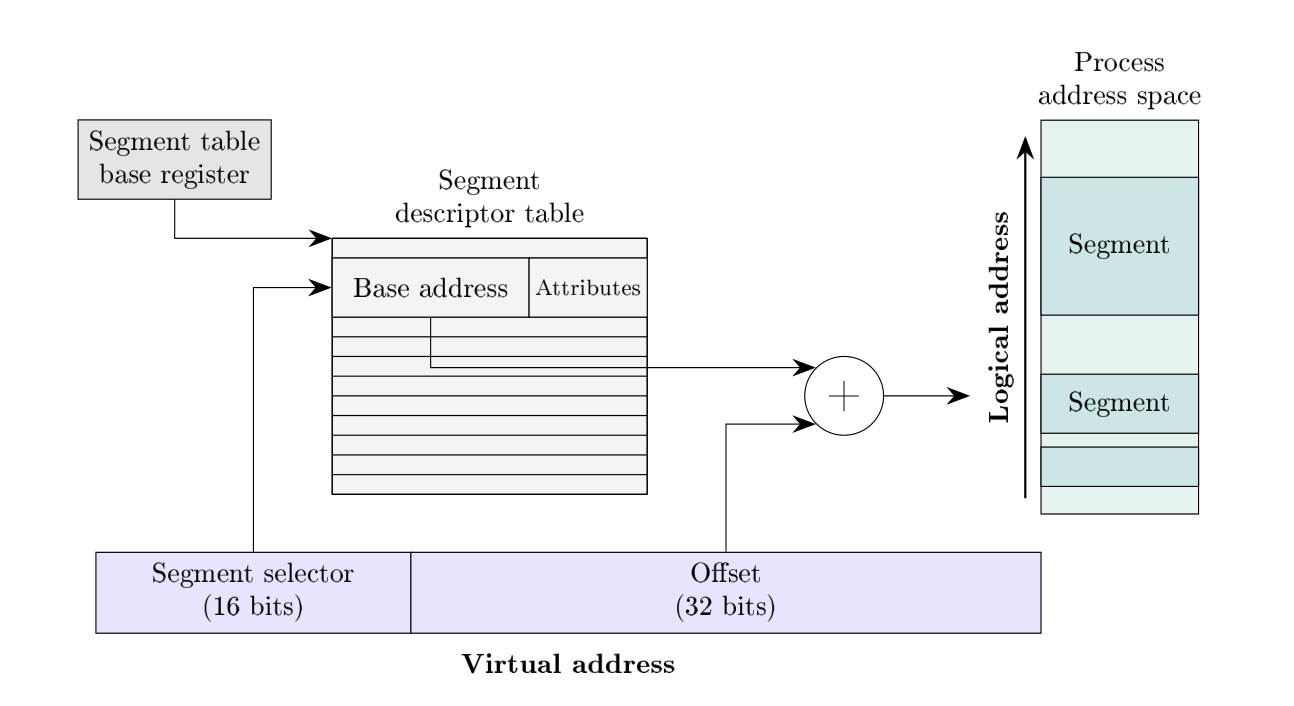 Process
address space
Segment table
base register
Segment
descriptor table
Base address
Attributes
Segment
Logical address
Segment
+
Segment selector
(16 bits)
Offset
(32 bits)
Virtual address